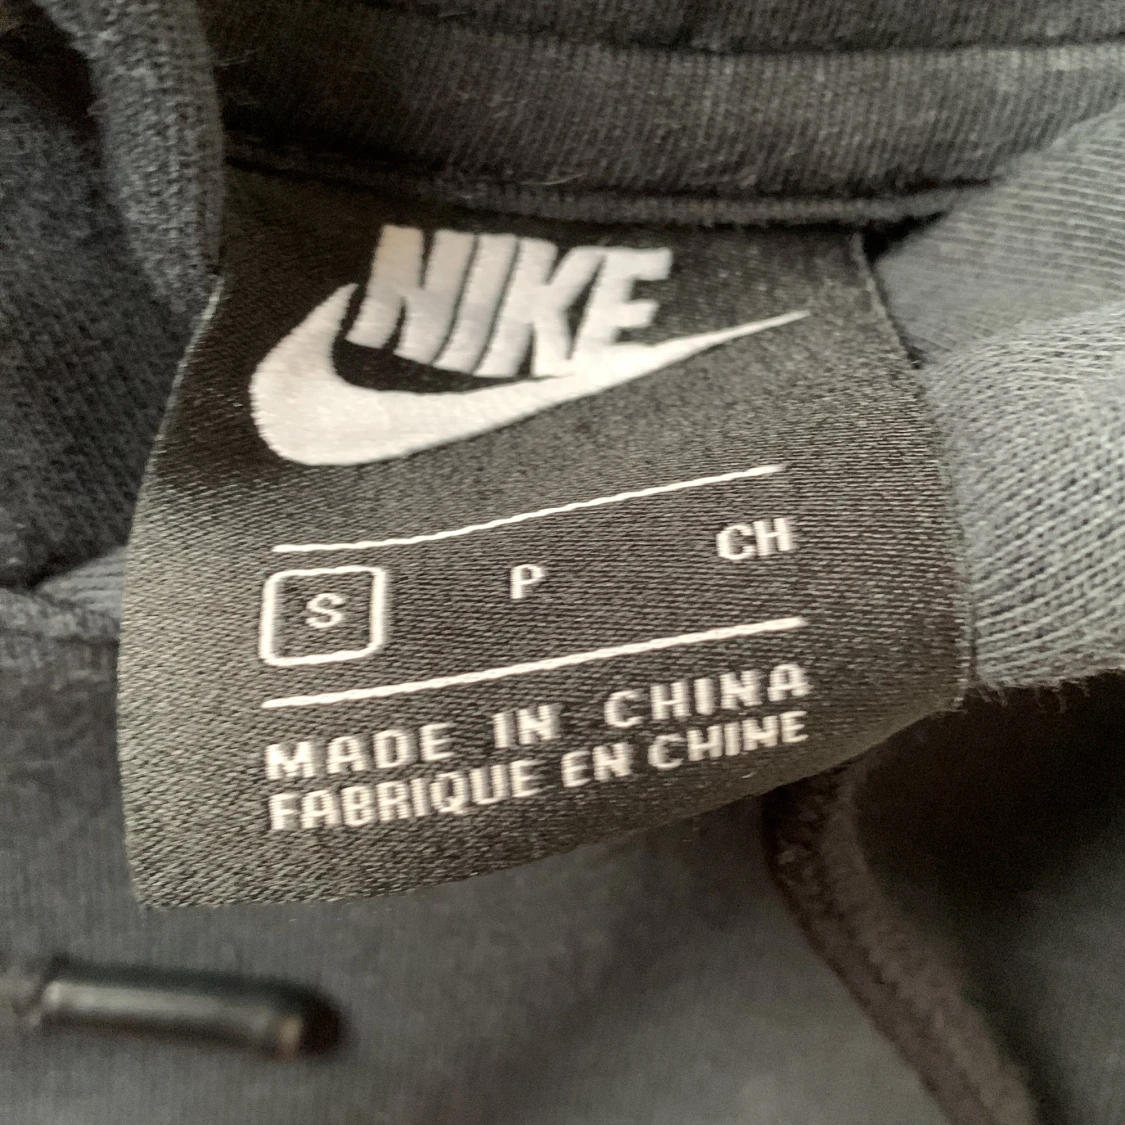 NIKE
S P CH
MADE IN CHINA
FABRIQUE EN CHINE